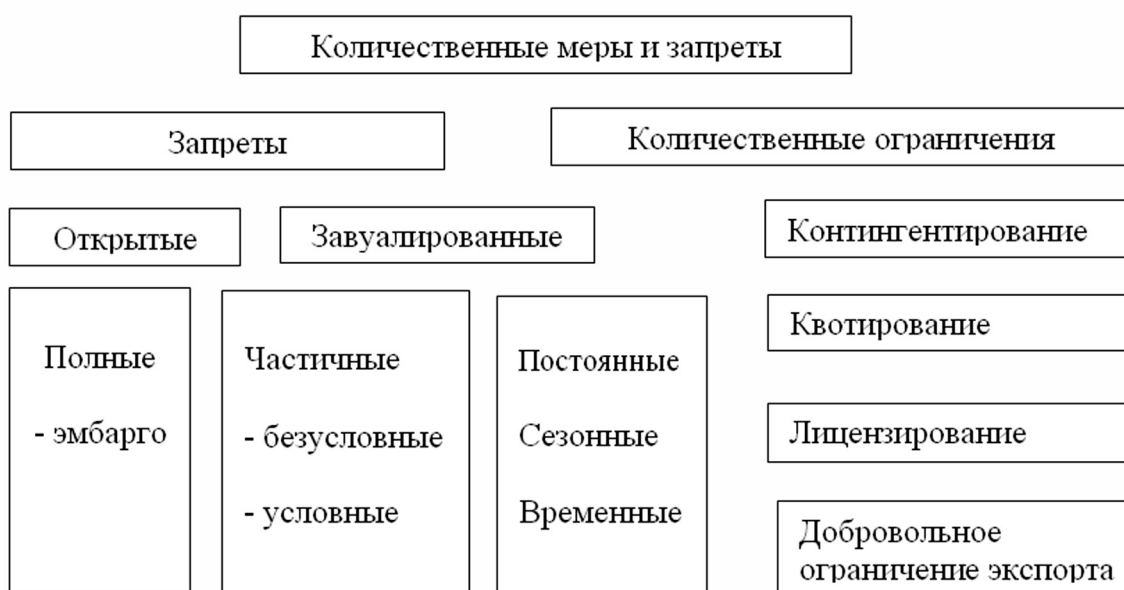 Количественные меры и запреты
Запреты
Количественные ограничения
Открытые
Завуалированные
Контингентирование
Полные
- эмбарго
Частичные
- безусловные
- условные
Постоянные
Сезонные
Временные
Квотирование
Лицензирование
Добровольное
ограничение экспорта